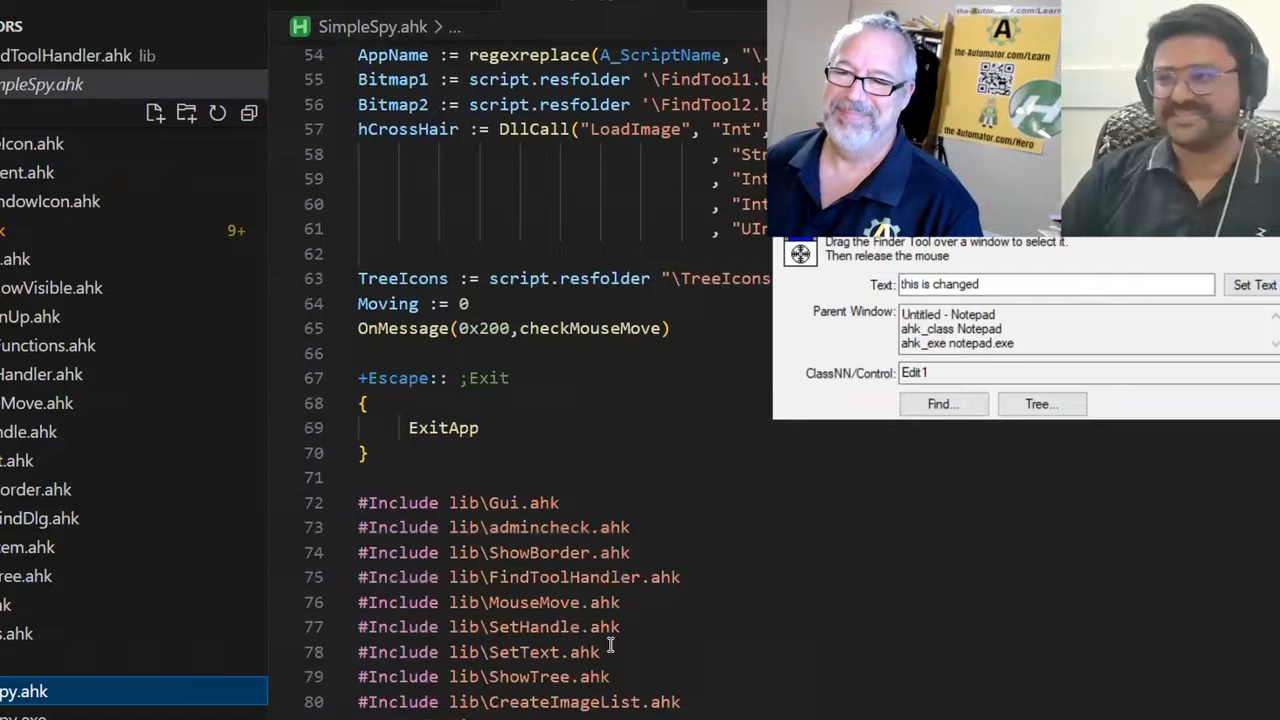 ORS
ndToolHandler.ahk lib
mpleSpy.ahk
eIcon.ahk
ent.ahk
ndowIcon.ahk
k 9+
.ahk
owVisible.ahk
nUp.ahk
Functions.ahk
Handler.ahk
Move.ahk
ndle.ahk
t.ahk
order.ahk
indDlg.ahk
tem.ahk
ree.ahk
k
s.ahk
py.ahk
SimpleSpy.ahk > ...
54 AppName := regexreplace(A_ScriptName, "\.
55 Bitmap1 := script.resfolder '\FindTool1.b
56 Bitmap2 := script.resfolder '\FindTool2.b
57 hCrossHair := DllCall("LoadImage", "Int",
58 , "Str
59 , "Int
60 , "Int
61 , "UIn
62
63 TreeIcons := script.resfolder "\TreeIcons
64 Moving := 0
65 OnMessage(0x200,checkMouseMove)
66
67 +Escape:: ;Exit
68 {
69 ExitApp
70 }
71
72 #Include lib\Gui.ahk
73 #Include lib\admincheck.ahk
74 #Include lib\ShowBorder.ahk
75 #Include lib\FindToolHandler.ahk
76 #Include lib\MouseMove.ahk
77 #Include lib\SetHandle.ahk
78 #Include lib\SetText.ahk
79 #Include lib\ShowTree.ahk
80 #Include lib\CreateImageList.ahk
the-Automator.com/Learn
the-Automator.com/Hero
A
Drag the Finder Tool over a window to select it.
Then release the mouse
Text: this is changed Set Text
Parent Window: Untitled - Notepad
ahk_class Notepad
ahk_exe notepad.exe
ClassNN/Control: Edit1
Find... Tree...